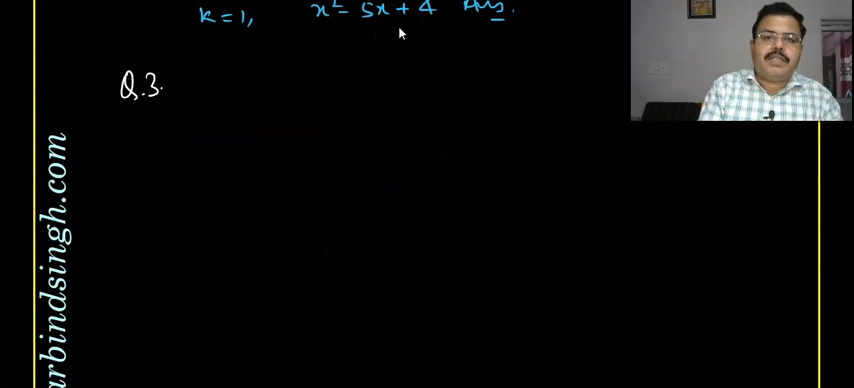 k = 1, x² - 5x + 4 Ans.
Q.3.
arbindsingh.com